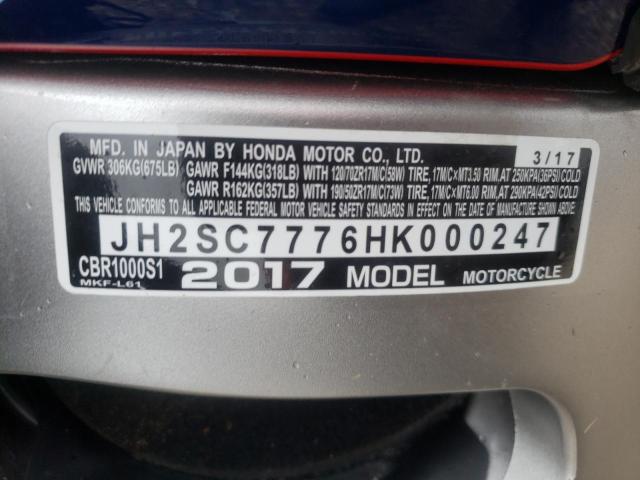 MFD. IN JAPAN BY HONDA MOTOR CO., LTD. 3/17
GVWR 306KG(675LB) GAWR F144KG(318LB) WITH 120/70ZR17M/C(58W) TIRE, 17M/C×MT3.50 RIM, AT 250KPA(36PSI)COLD
GAWR R162KG(357LB) WITH 190/50ZR17M/C(73W) TIRE, 17M/C×MT6.00 RIM, AT 290KPA(42PSI)COLD
THIS VEHICLE CONFORMS TO ALL APPLICABLE FEDERAL MOTOR VEHICLE SAFETY STANDARDS IN EFFECT ON THE DATE OF MANUFACTURE SHOWN ABOVE.
JH2SC7776HK000247
CBR1000S1 2017 MODEL MOTORCYCLE
MKF-L61